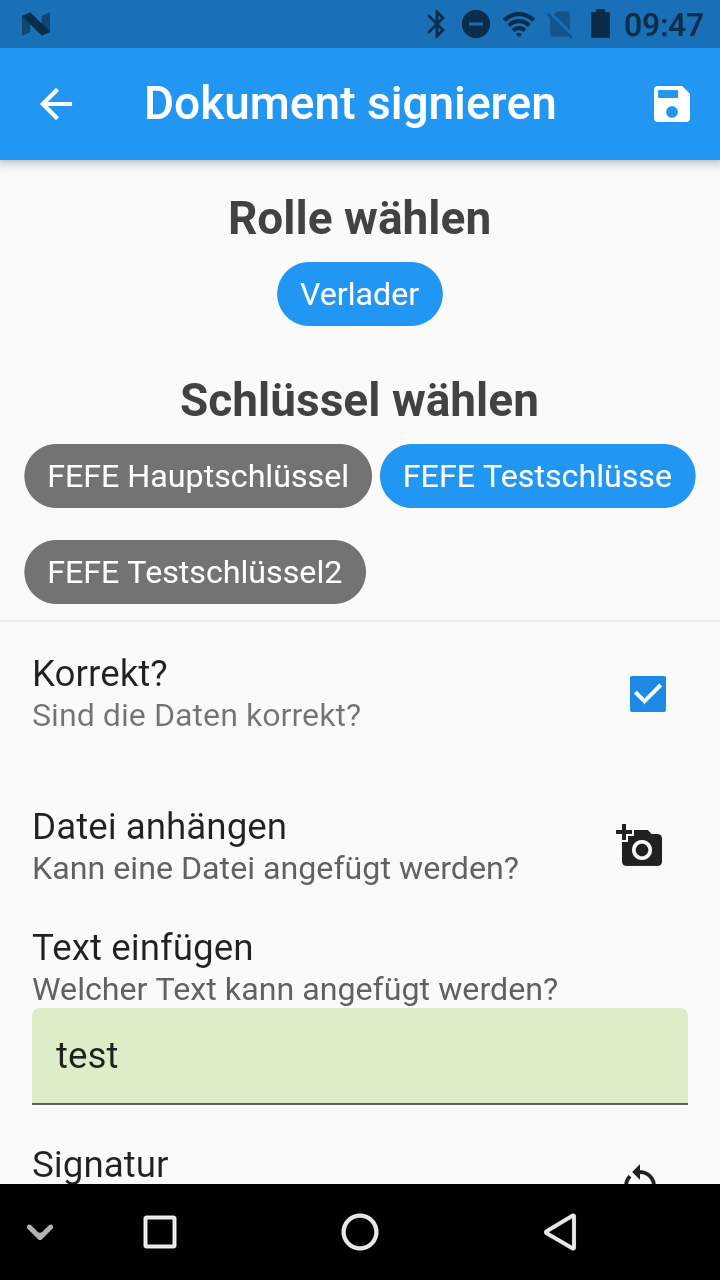 09:47
Dokument signieren
Rolle wählen
Verlader
Schlüssel wählen
FEFE Hauptschlüssel FEFE Testschlüsse
FEFE Testschlüssel2
Korrekt?
Sind die Daten korrekt?
Datei anhängen
Kann eine Datei angefügt werden?
Text einfügen
Welcher Text kann angefügt werden?
test
Signatur